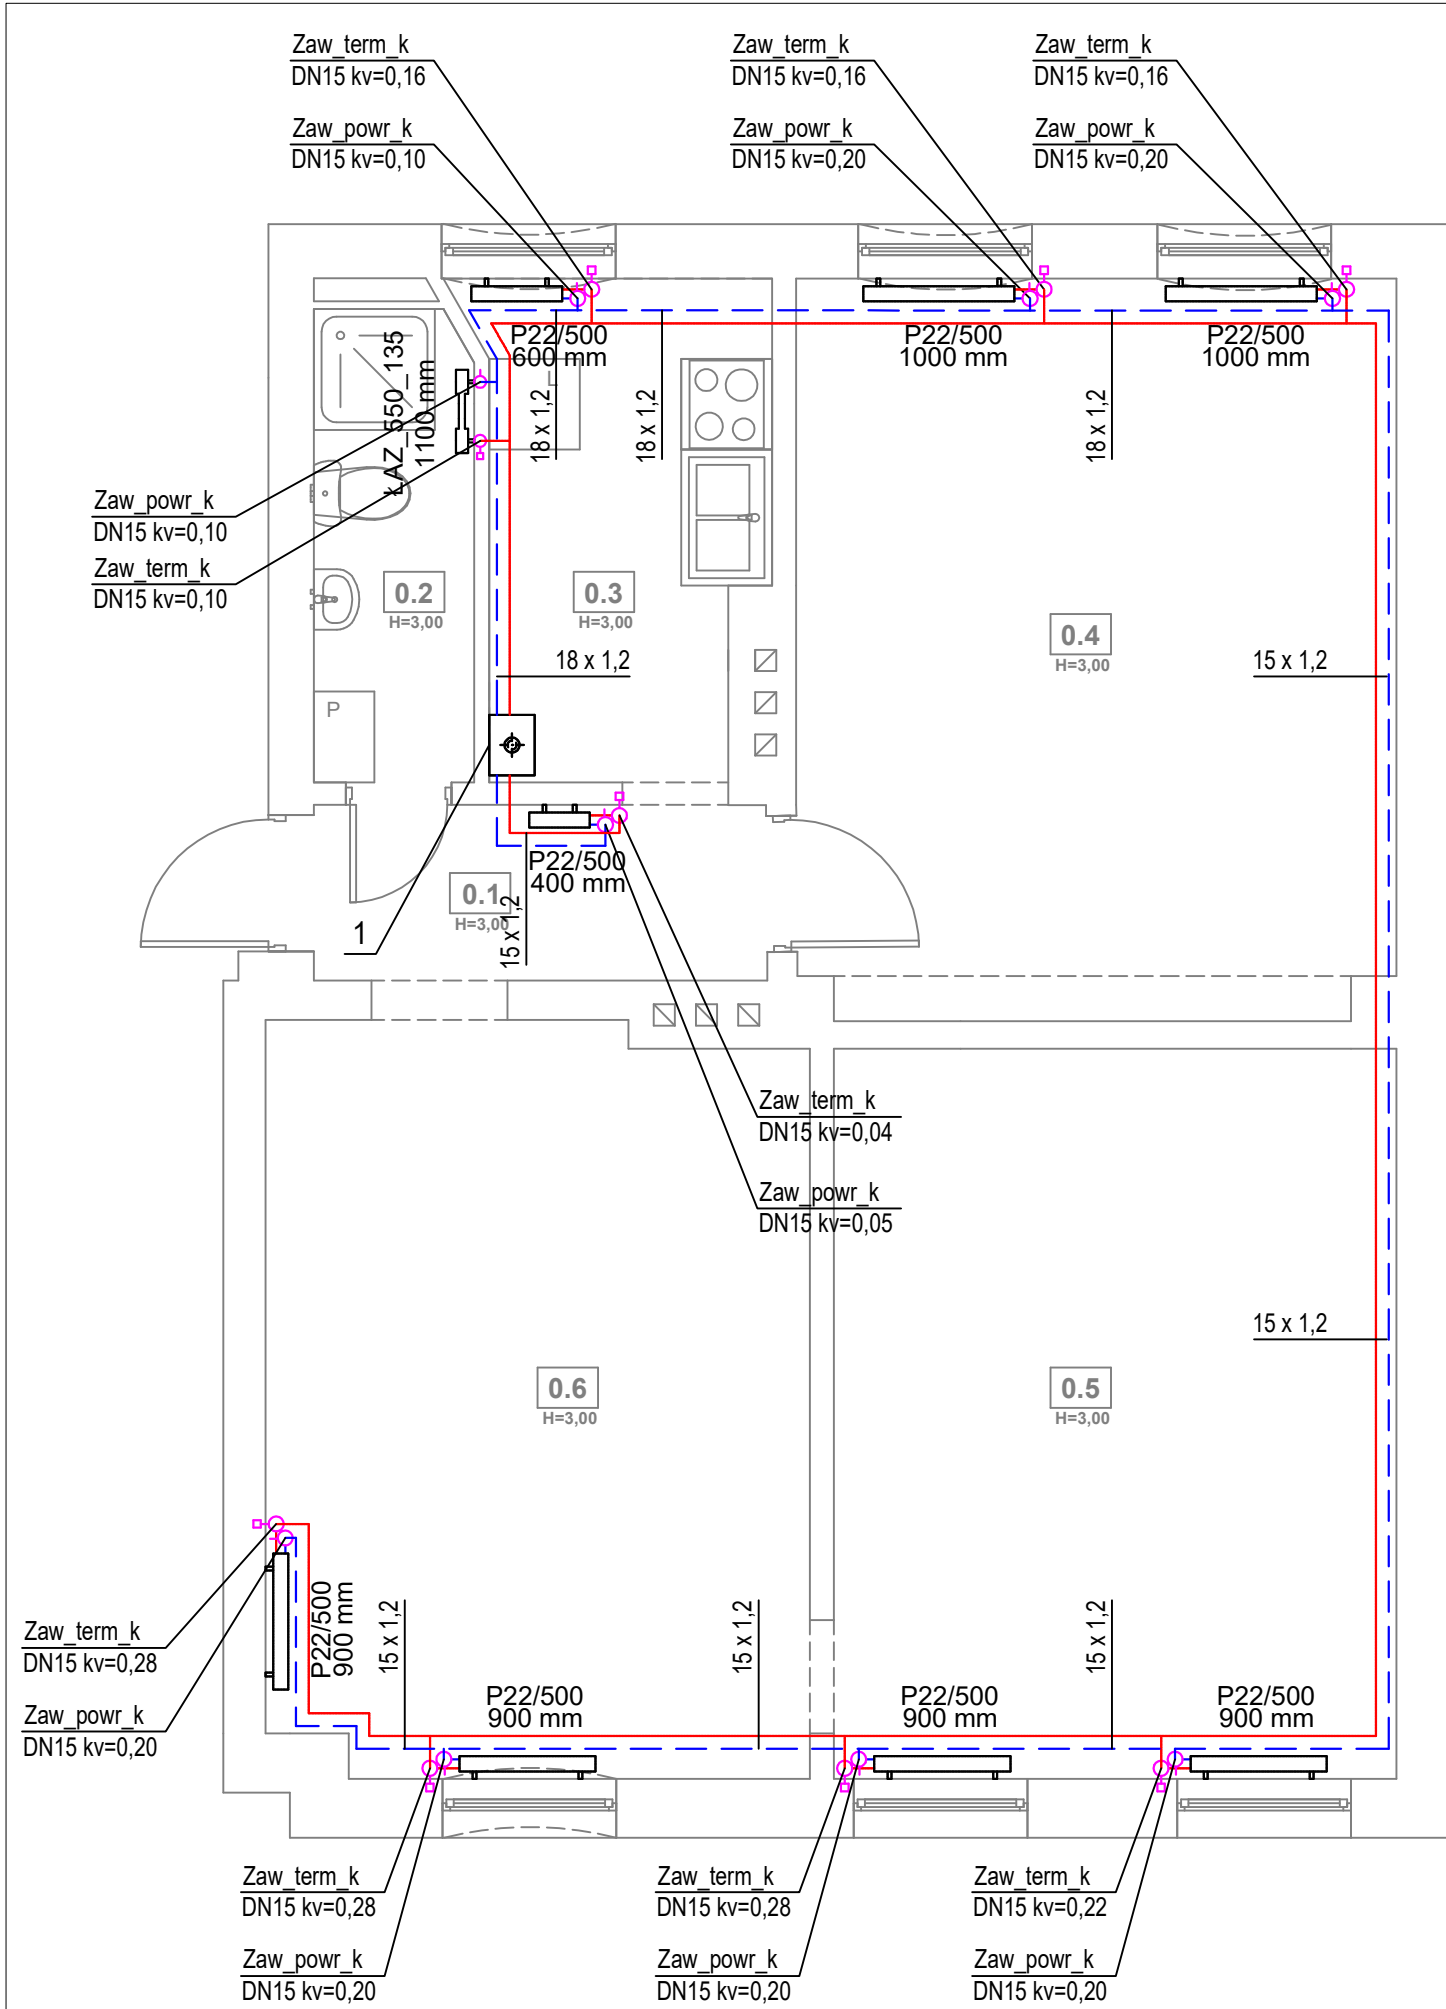 Zaw_term_k
DN15 kv=0,16
Zaw_powr_k
DN15 kv=0,10
Zaw_term_k
DN15 kv=0,16
Zaw_powr_k
DN15 kv=0,20
Zaw_term_k
DN15 kv=0,16
Zaw_powr_k
DN15 kv=0,20
P22/500
600 mm
P22/500
1000 mm
P22/500
1000 mm
ŁAZ_550_135
1100 mm
L
18 x 1,2
18 x 1,2
18 x 1,2
Zaw_powr_k
DN15 kv=0,10
Zaw_term_k
DN15 kv=0,10
0.2
H=3,00
0.3
H=3,00
0.4
H=3,00
18 x 1,2
15 x 1,2
P
P22/500
400 mm
0.1
H=3,00
15 x 1,2
1
Zaw_term_k
DN15 kv=0,04
Zaw_powr_k
DN15 kv=0,05
15 x 1,2
0.6
H=3,00
0.5
H=3,00
P22/500
900 mm
15 x 1,2
15 x 1,2
15 x 1,2
Zaw_term_k
DN15 kv=0,28
Zaw_powr_k
DN15 kv=0,20
P22/500
900 mm
P22/500
900 mm
P22/500
900 mm
Zaw_term_k
DN15 kv=0,28
Zaw_powr_k
DN15 kv=0,20
Zaw_term_k
DN15 kv=0,28
Zaw_powr_k
DN15 kv=0,20
Zaw_term_k
DN15 kv=0,22
Zaw_powr_k
DN15 kv=0,20